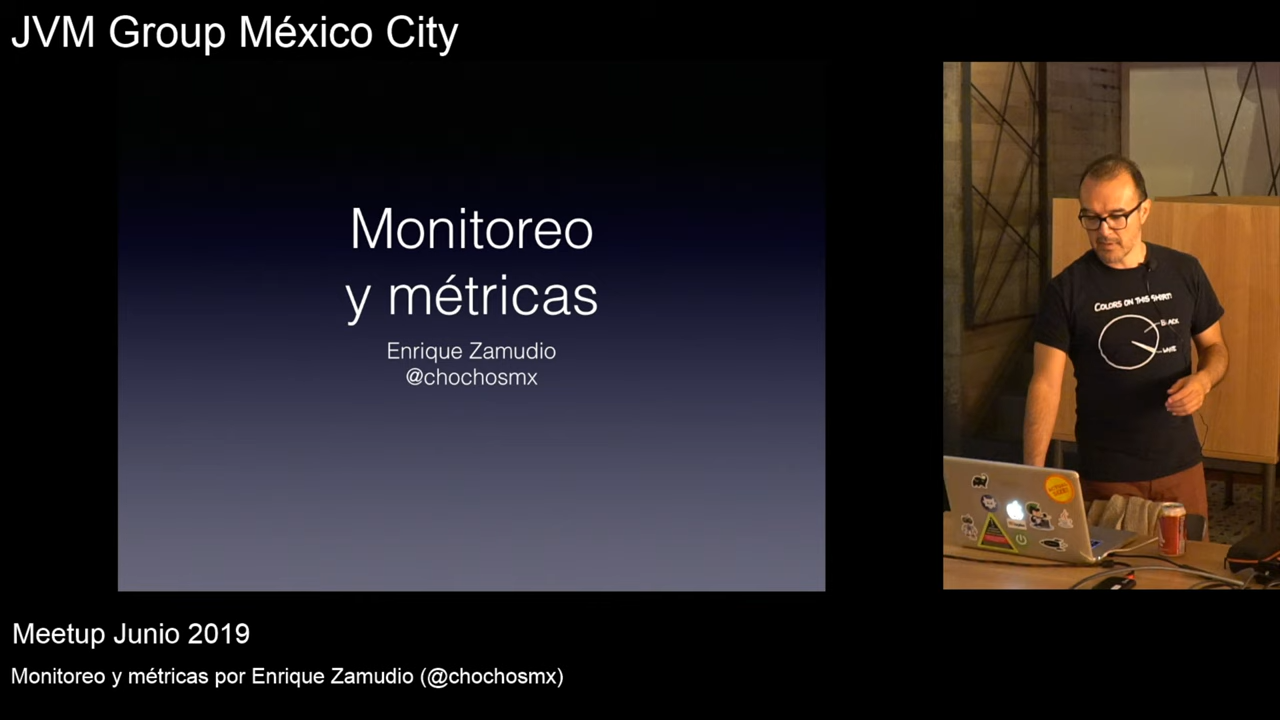 JVM Group México City
Monitoreo
y métricas
Enrique Zamudio
@chochosmx
COLORS ON THIS SHIRT:
BLACK
WHITE
Meetup Junio 2019
Monitoreo y métricas por Enrique Zamudio (@chochosmx)